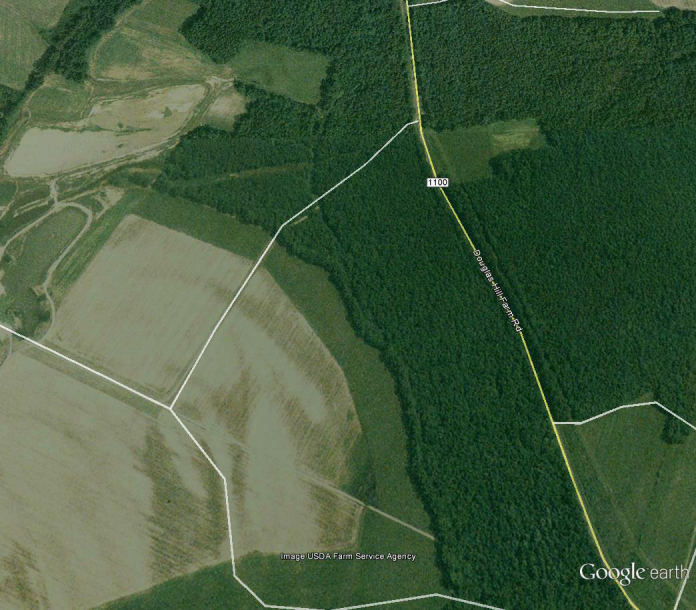 1100
Douglas Hill Farm Rd
Image USDA Farm Service Agency
Google earth